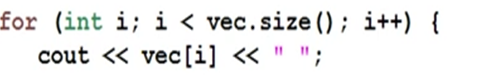 for (int i; i < vec.size(); i++) {
cout << vec[i] << " ";